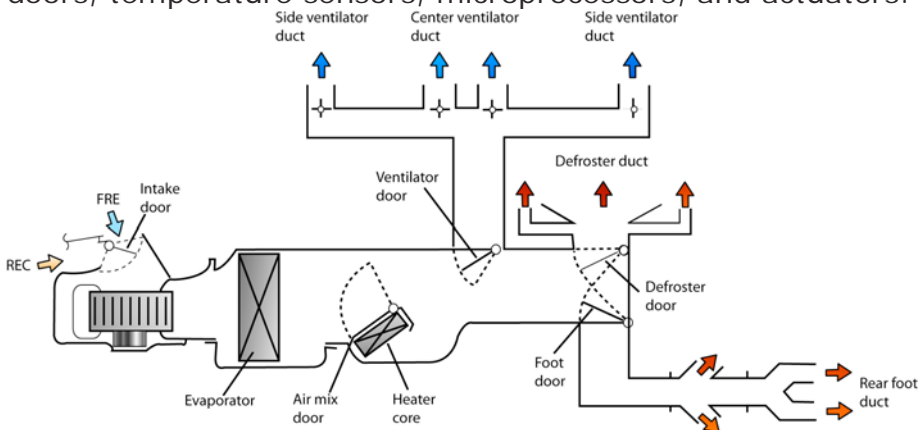 doors, temperature sensors, microprocessors, and actuators.
Side ventilator
duct
Center ventilator
duct
Side ventilator
duct
Defroster duct
Ventilator
door
Intake
door
FRE
REC
Defroster
door
Foot
door
Evaporator
Air mix
door
Heater
core
Rear foot
duct